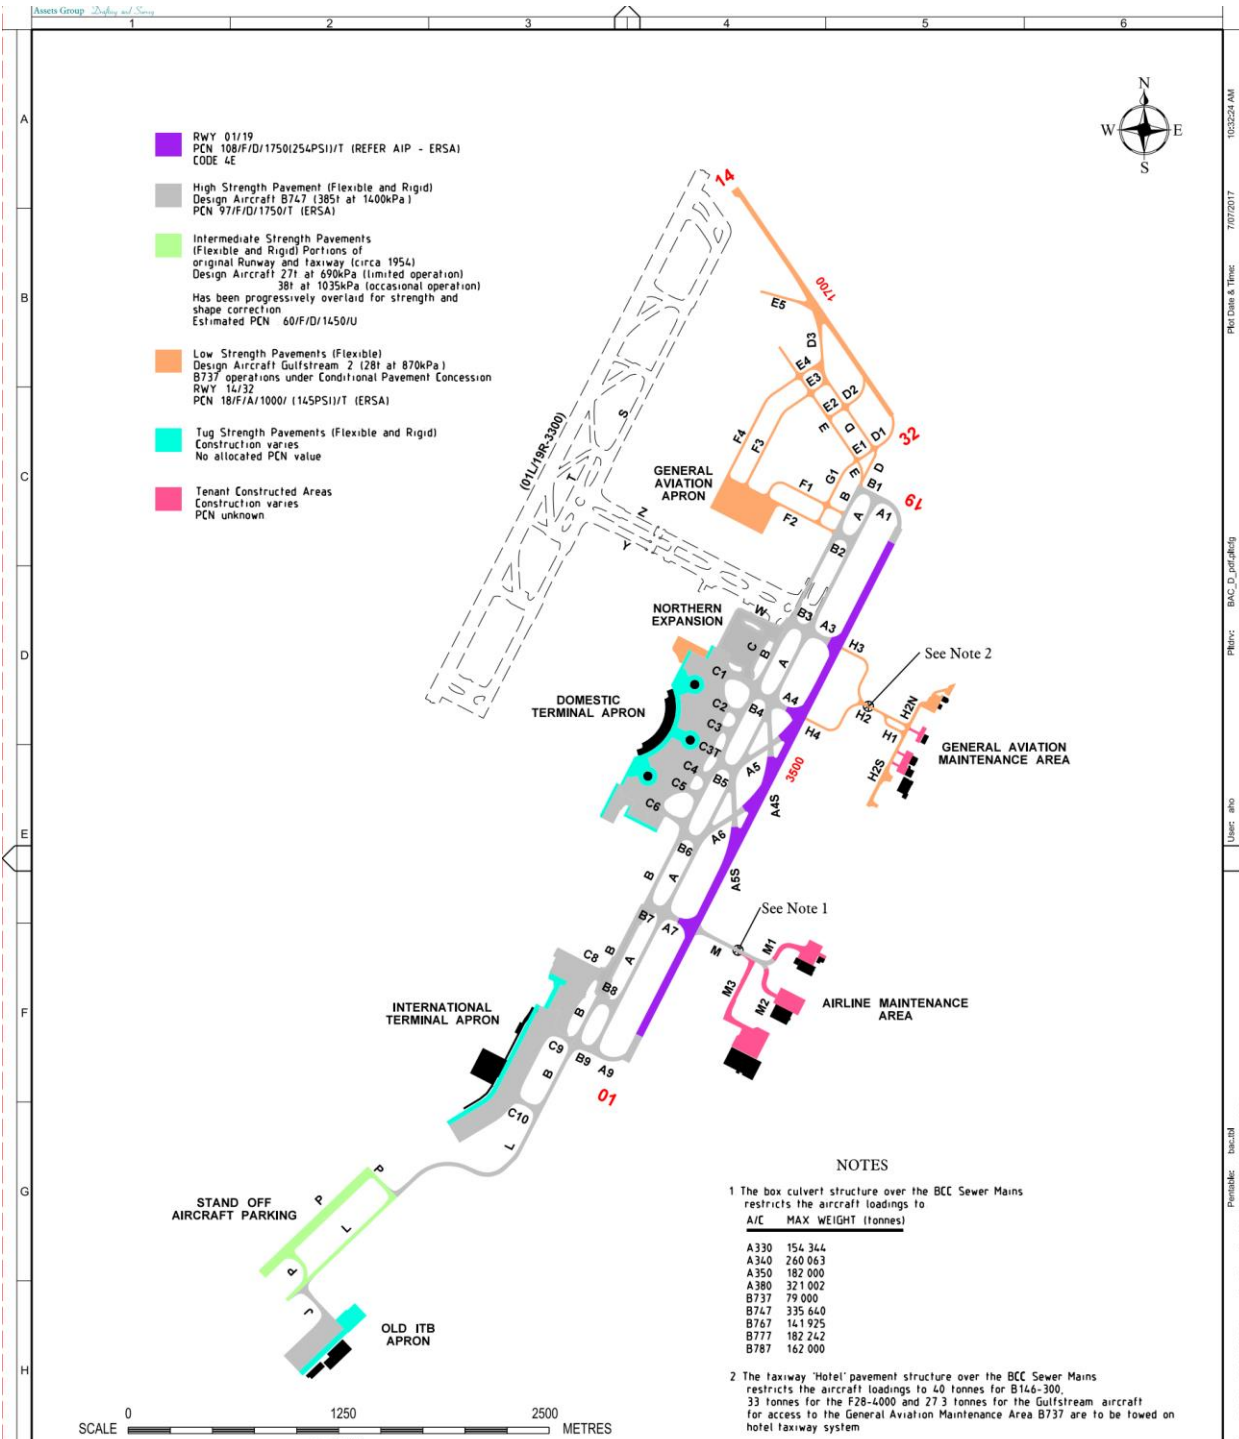 Assets Group Drafting and Survey
1 2 3 4 5 6
A
B
C
D
E
F
G
H
N
W E
S
RWY 01/19
PCN 108/F/D/1750(254PSI)/T (REFER AIP - ERSA)
CODE 4E
High Strength Pavement (Flexible and Rigid)
Design Aircraft B747 (385t at 1400kPa)
PCN 97/F/D/1750/T (ERSA)
Intermediate Strength Pavements
(Flexible and Rigid) Portions of
original Runway and taxiway (circa 1954)
Design Aircraft 27t at 690kPa (limited operation)
38t at 1035kPa (occasional operation)
Has been progressively overlaid for strength and
shape correction
Estimated PCN 60/F/D/1450/U
Low Strength Pavements (Flexible)
Design Aircraft Gulfstream 2 (28t at 870kPa)
B737 operations under Conditional Pavement Concession
RWY 14/32
PCN 18/F/A/1000/ (145PSI)/T (ERSA)
Tug Strength Pavements (Flexible and Rigid)
Construction varies
No allocated PCN value
Tenant Constructed Areas
Construction varies
PCN unknown
14
1700
E5
D3
E4
E3
E2
D2
E
D
D1
E1
32
F4
F3
G1
E
D
F1
B
B1
F2
A
A1
19
B2
GENERAL
AVIATION
APRON
(01L/19R-3300)
S
T
Z
Y
W
B3
A3
H3
NORTHERN
EXPANSION
C
B
A
C1
A4
See Note 2
H2
H2N
H1
H2S
H4
C2
B4
C3
C3T
C4
C5
B5
A5
3500
C6
A4S
A6
DOMESTIC
TERMINAL APRON
GENERAL AVIATION
MAINTENANCE AREA
B6
B
A
A5S
B7
A7
See Note 1
M
M1
M2
M3
AIRLINE MAINTENANCE
AREA
C8
B
A
B8
B
INTERNATIONAL
TERMINAL APRON
C9
B9
A9
B
01
C10
L
P
P
L
P
STAND OFF
AIRCRAFT PARKING
J
OLD ITB
APRON
NOTES
1 The box culvert structure over the BCC Sewer Mains
restricts the aircraft loadings to
A/C MAX WEIGHT (tonnes)
A330 154 344
A340 260 063
A350 182 000
A380 321 002
B737 79 000
B747 335 640
B767 141 925
B777 182 242
B787 162 000
2 The taxiway 'Hotel' pavement structure over the BCC Sewer Mains
restricts the aircraft loadings to 40 tonnes for B146-300,
33 tonnes for the F28-4000 and 27 3 tonnes for the Gulfstream aircraft
for access to the General Aviation Maintenance Area B737 are to be towed on
hotel taxiway system
SCALE 0 1250 2500 METRES
10:32:24 AM
7/07/2017
Plot Date & Time:
BAC_D_pdf.pltcfg
Pltdrv:
User: aho
bac.tbl
Pentable: